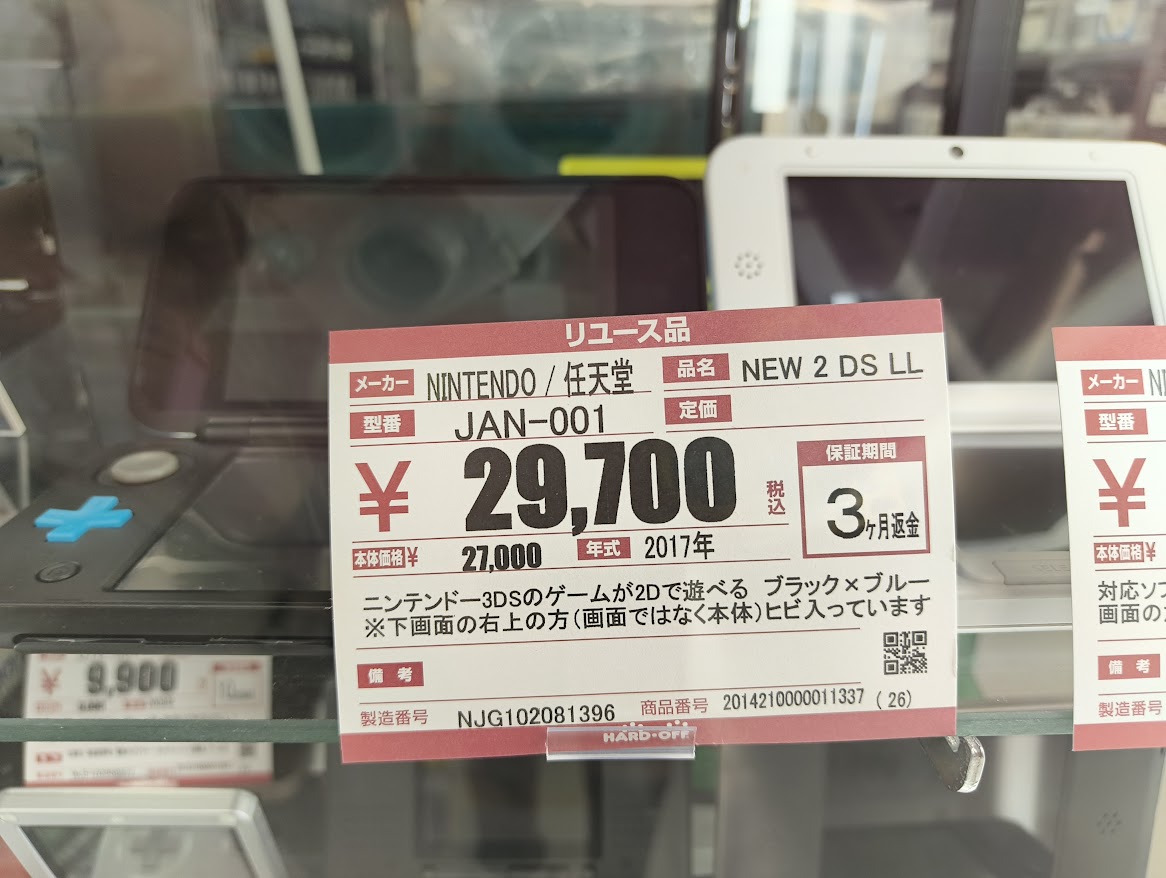 リユース品
メーカー NINTENDO / 任天堂 品名 NEW 2 DS LL
型番 JAN-001 定価
¥ 29,700 税込 保証期間 3ヶ月返金
本体価格¥ 27,000 年式 2017年
ニンテンドー3DSのゲームが2Dで遊べる ブラック×ブルー
※下画面の右上の方(画面ではなく本体)ヒビ入っています
備考
製造番号 NJG102081396 商品番号 2014210000011337 (26)
HARD・OFF
メーカー
型番
¥
本体価格¥
対応ソフ
画面の
備考
製造番号
¥ 9,900